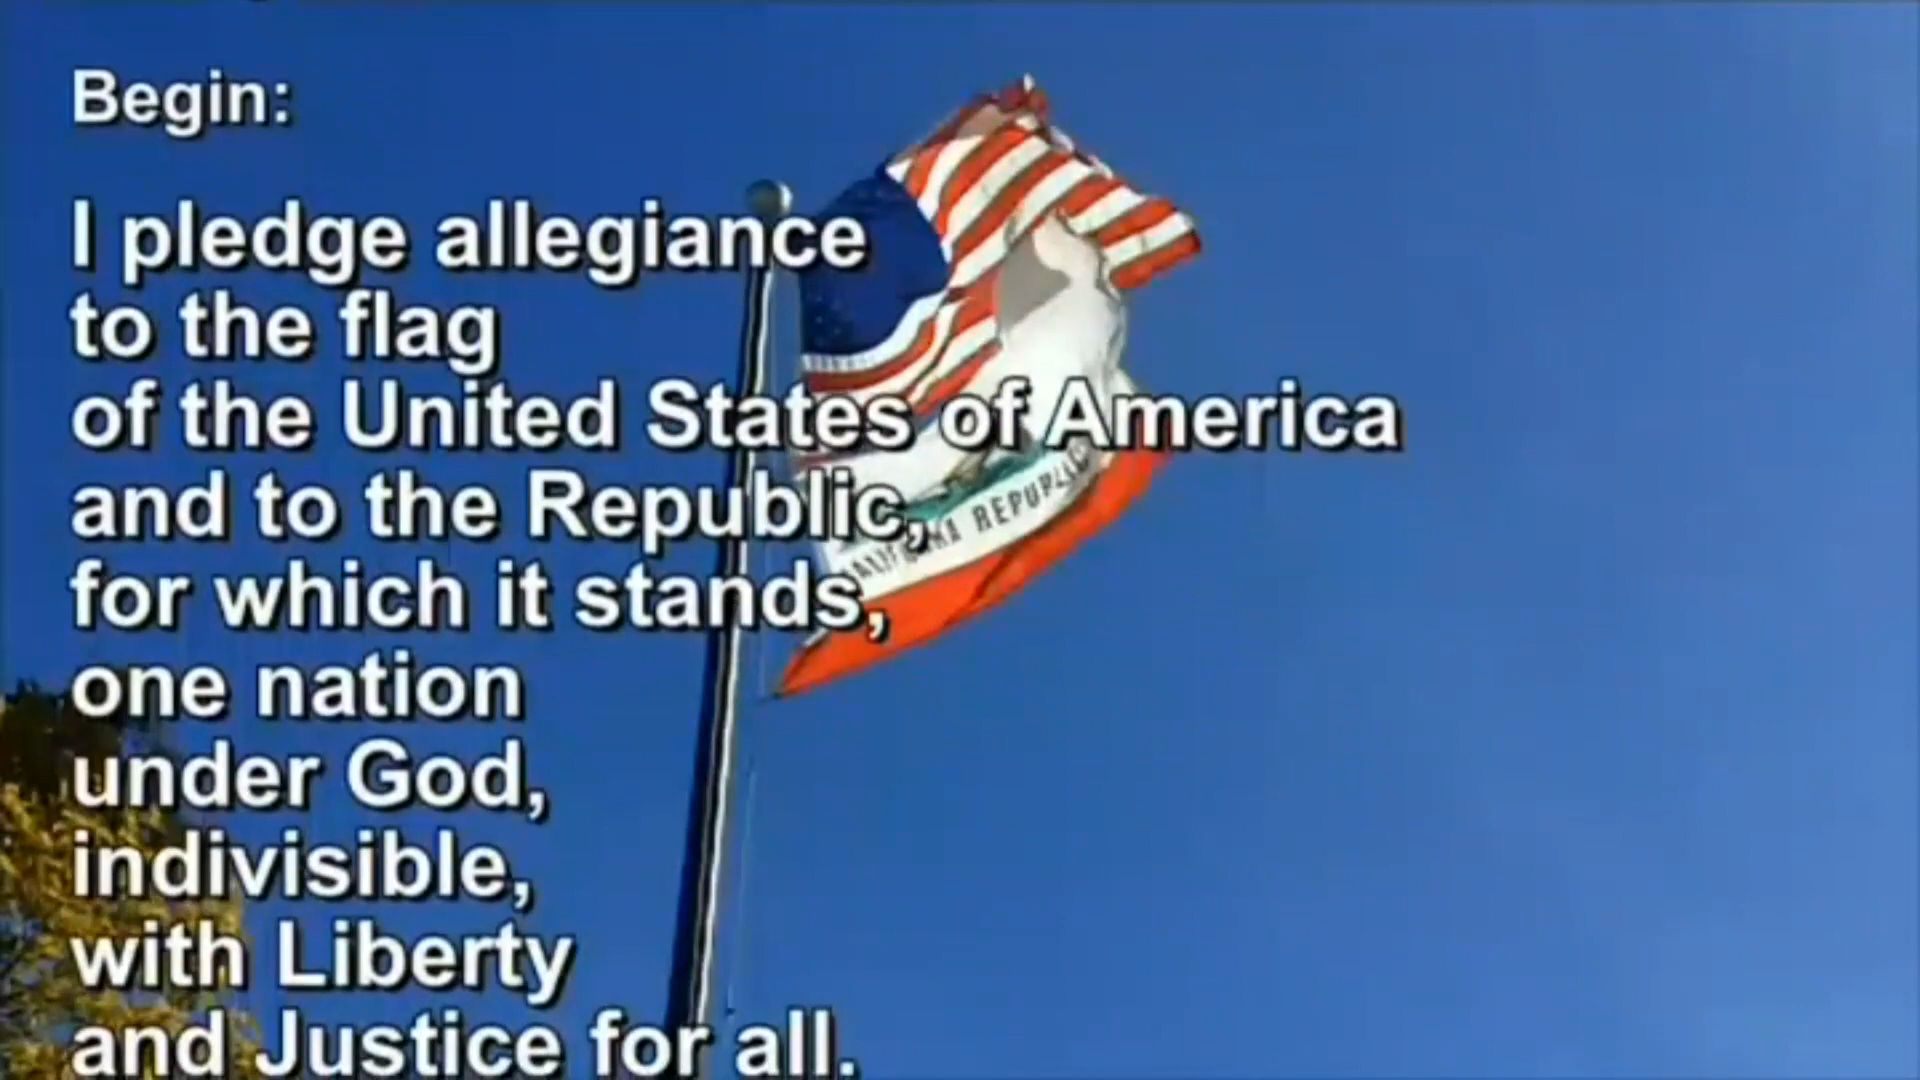 Begin:
I pledge allegiance
to the flag
of the United States of America
and to the Republic,
for which it stands,
one nation
under God,
indivisible,
with Liberty
and Justice for all.
REPUBLIC